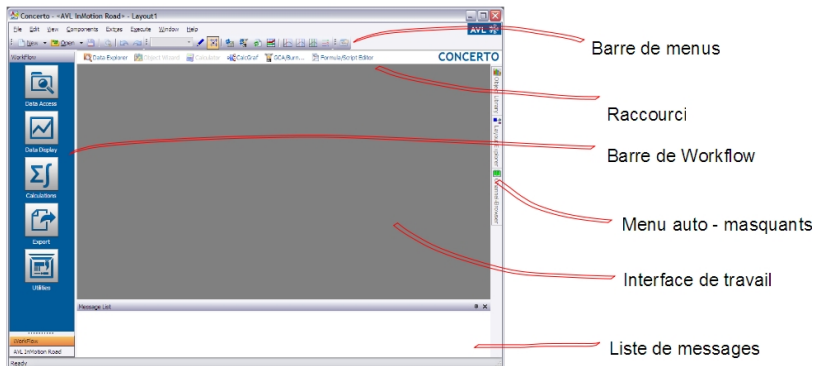 Concerto - <AVL InMotion Road> - Layout1
File Edit View Components Extras Execute Window Help
AVL
New Open
Workflow
Data Explorer Object Wizard Calculator CalcGraf GCA/Burn... Formula/Script Editor
CONCERTO
Data Access
Data Display
Σ∫
Calculations
Export
Utilities
Layout Explorer
Message List
Workflow
AVL InMotion Road
Ready
Barre de menus
Raccourci
Barre de Workflow
Menu auto - masquants
Interface de travail
Liste de messages